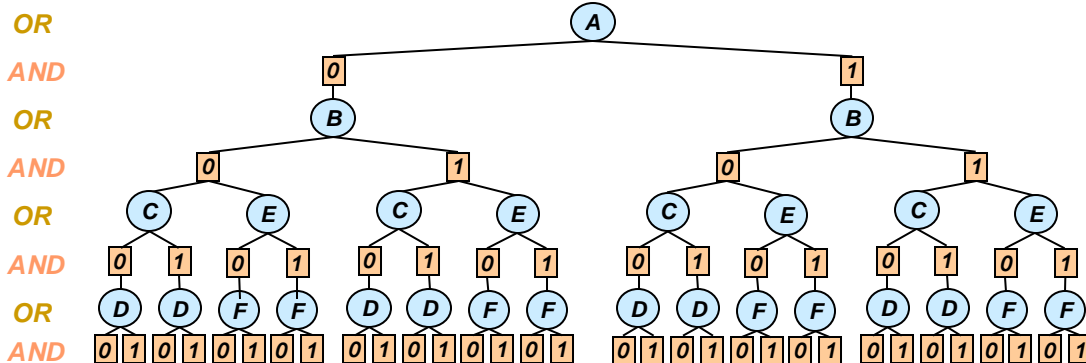 OR A
AND 0 1
OR B B
AND 0 1 0 1
OR C E C E C E C E
AND 0 1 0 1 0 1 0 1 0 1 0 1 0 1 0 1
OR D D F F D D F F D D F F D D F F
AND 0 1 0 1 0 1 0 1 0 1 0 1 0 1 0 1 0 1 0 1 0 1 0 1 0 1 0 1 0 1 0 1